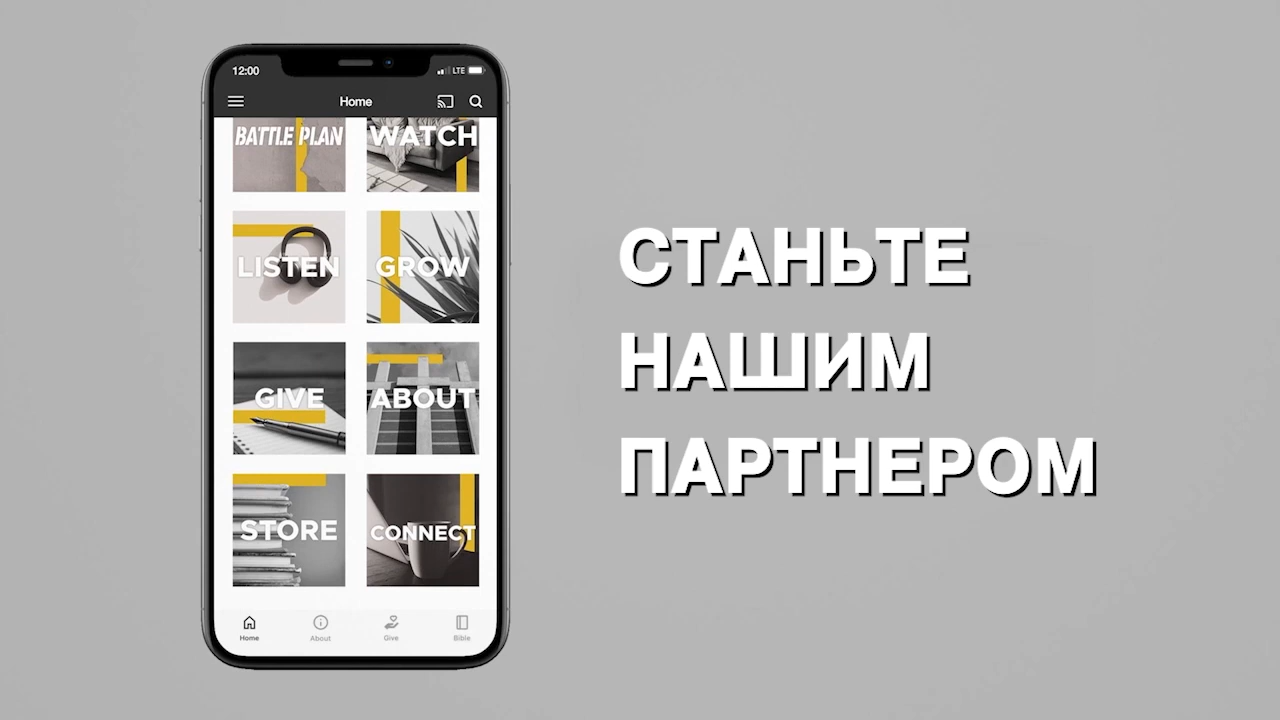 12:00
LTE
Home
BATTLE PLAN
WATCH
LISTEN
GROW
GIVE
ABOUT
STORE
CONNECT
Home
About
Give
Bible
СТАНЬТЕ
НАШИМ
ПАРТНЕРОМ